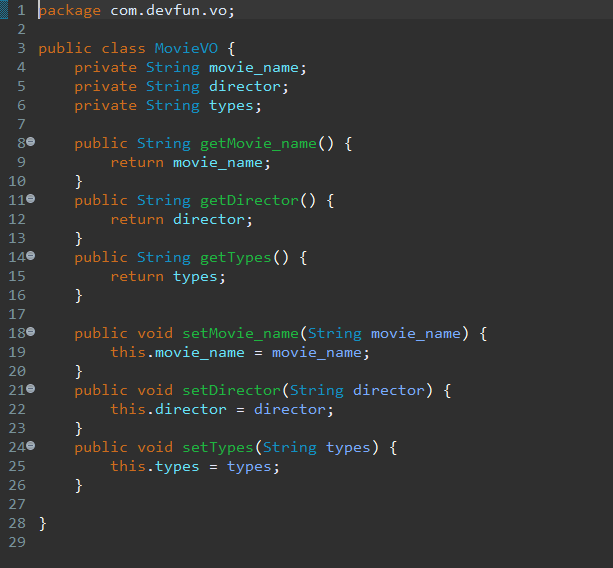 1 package com.devfun.vo;
2
3 public class MovieVO {
4     private String movie_name;
5     private String director;
6     private String types;
7
8     public String getMovie_name() {
9         return movie_name;
10     }
11     public String getDirector() {
12         return director;
13     }
14     public String getTypes() {
15         return types;
16     }
17
18     public void setMovie_name(String movie_name) {
19         this.movie_name = movie_name;
20     }
21     public void setDirector(String director) {
22         this.director = director;
23     }
24     public void setTypes(String types) {
25         this.types = types;
26     }
27
28 }
29